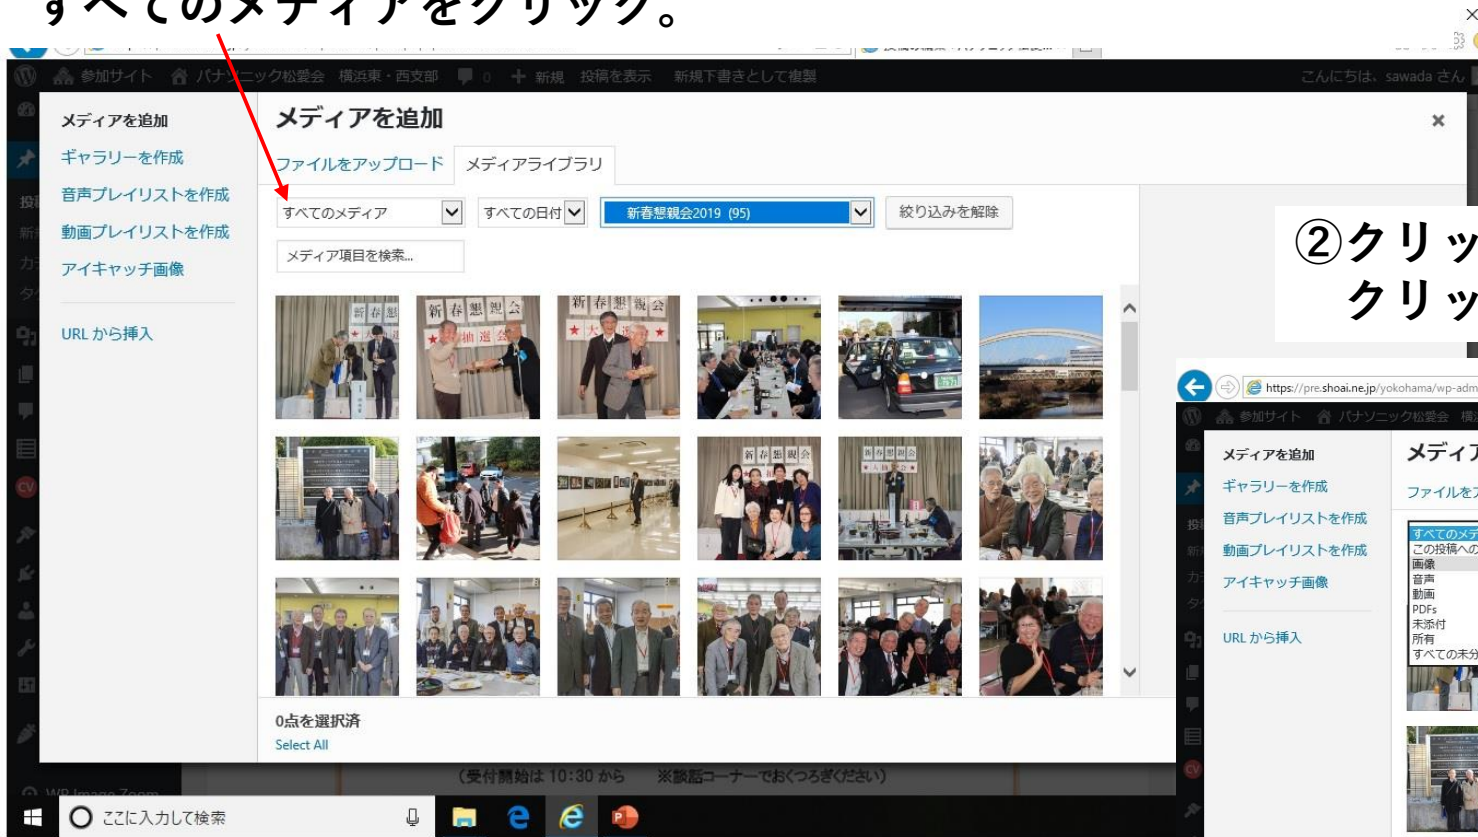 すべてのメディアをクリック。
参加サイト パナソニック松愛会 横浜東・西支部 0 新規 投稿を表示 新規下書きとして複製
こんにちは、sawada さん
メディアを追加
ギャラリーを作成
音声プレイリストを作成
動画プレイリストを作成
アイキャッチ画像
URL から挿入
メディアを追加
ファイルをアップロード メディアライブラリ
すべてのメディア すべての日付 新春懇親会2019 (95) 絞り込みを解除
メディア項目を検索...
新春懇親会
大抽選会
0点を選択済
Select All
(受付開始は 10:30 から ※談話コーナーでおくつろぎください)
WP Image Zoom
ここに入力して検索
②クリッ
クリッ
https://pre.shoai.ne.jp/yokohama/wp-adm
参加サイト パナソニック松愛会
メディアを追加
ギャラリーを作成
音声プレイリストを作成
動画プレイリストを作成
アイキャッチ画像
URL から挿入
メディア
ファイルを
すべてのメデ
この投稿への
画像
音声
動画
PDFs
未添付
所有
すべての未分